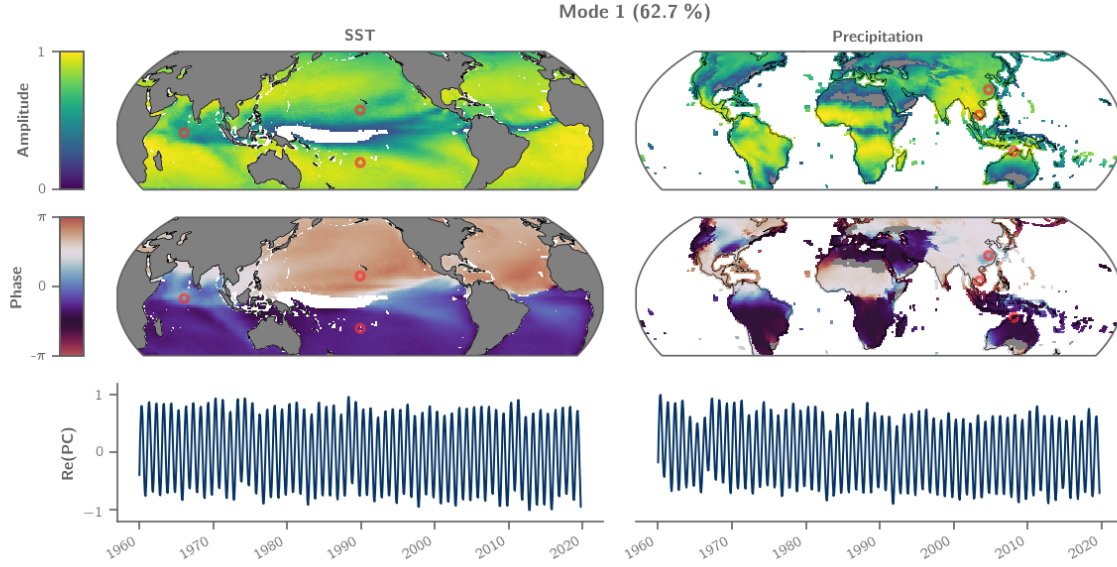 Mode 1 (62.7 %)
SST
Precipitation
Amplitude
1
0
Phase
π
0
-π
Re(PC)
1
0
−1
1960
1970
1980
1990
2000
2010
2020
1960
1970
1980
1990
2000
2010
2020